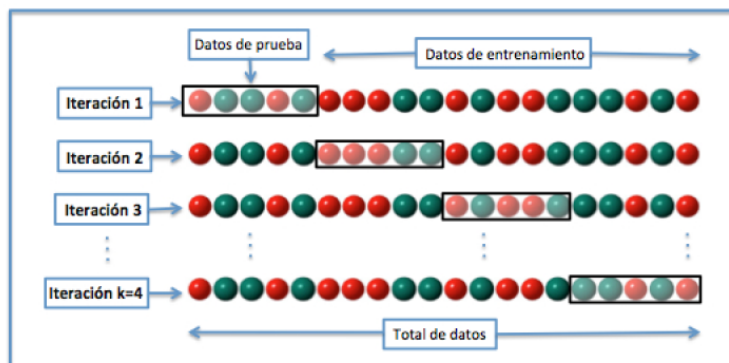 Datos de prueba
Datos de entrenamiento
Iteración 1
Iteración 2
Iteración 3
Iteración k=4
Total de datos